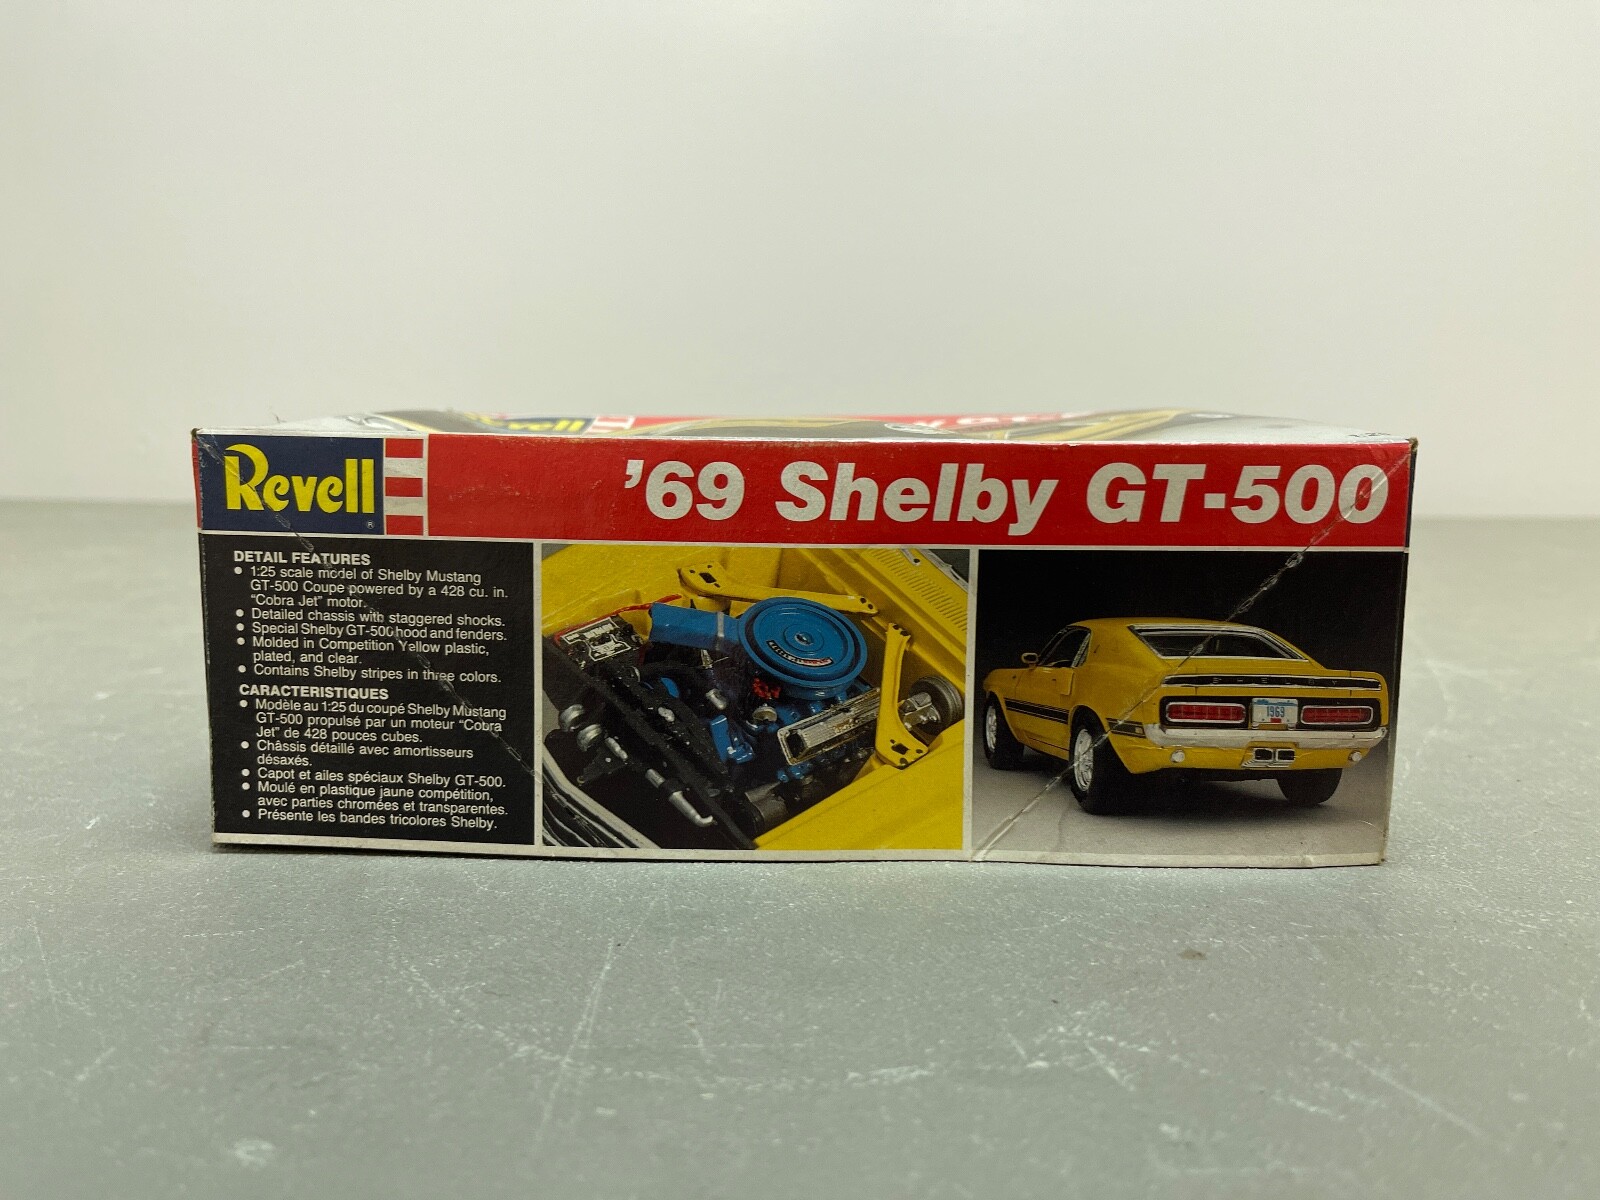 Revell
®
'69 Shelby GT-500
DETAIL FEATURES
• 1:25 scale model of Shelby Mustang
GT-500 Coupe powered by a 428 cu. in.
"Cobra Jet" motor.
• Detailed chassis with staggered shocks.
• Special Shelby GT-500 hood and fenders.
• Molded in Competition Yellow plastic,
plated, and clear.
• Contains Shelby stripes in three colors.
CARACTERISTIQUES
• Modèle au 1:25 du coupé Shelby Mustang
GT-500 propulsé par un moteur "Cobra
Jet" de 428 pouces cubes.
• Châssis détaillé avec amortisseurs
désaxés.
• Capot et ailes spéciaux Shelby GT-500.
• Moulé en plastique jaune compétition,
avec parties chromées et transparentes.
• Présente les bandes tricolores Shelby.
SHELBY
1969